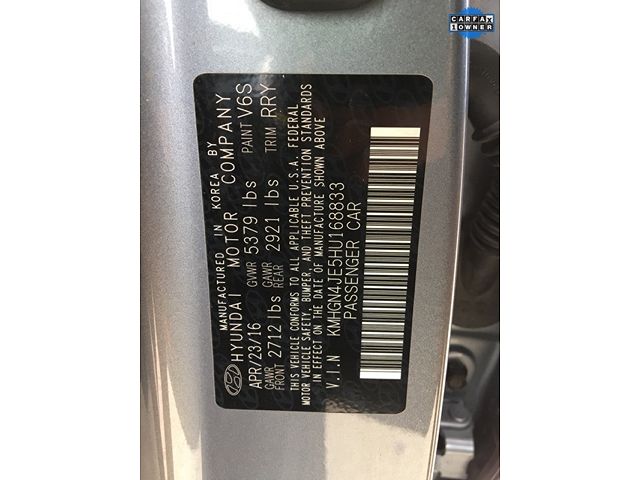 CARFAX
1 OWNER
MANUFACTURED IN KOREA BY
HYUNDAI MOTOR COMPANY
APR/23/16 GVWR 5379 lbs PAINT V6S
GAWR FRONT 2712 lbs GAWR REAR 2921 lbs TRIM RRY
THIS VEHICLE CONFORMS TO ALL APPLICABLE U.S.A. FEDERAL
MOTOR VEHICLE SAFETY, BUMPER, AND THEFT PREVENTION STANDARDS
IN EFFECT ON THE DATE OF MANUFACTURE SHOWN ABOVE
V.I.N KMHGN4JE5HU168833
PASSENGER CAR